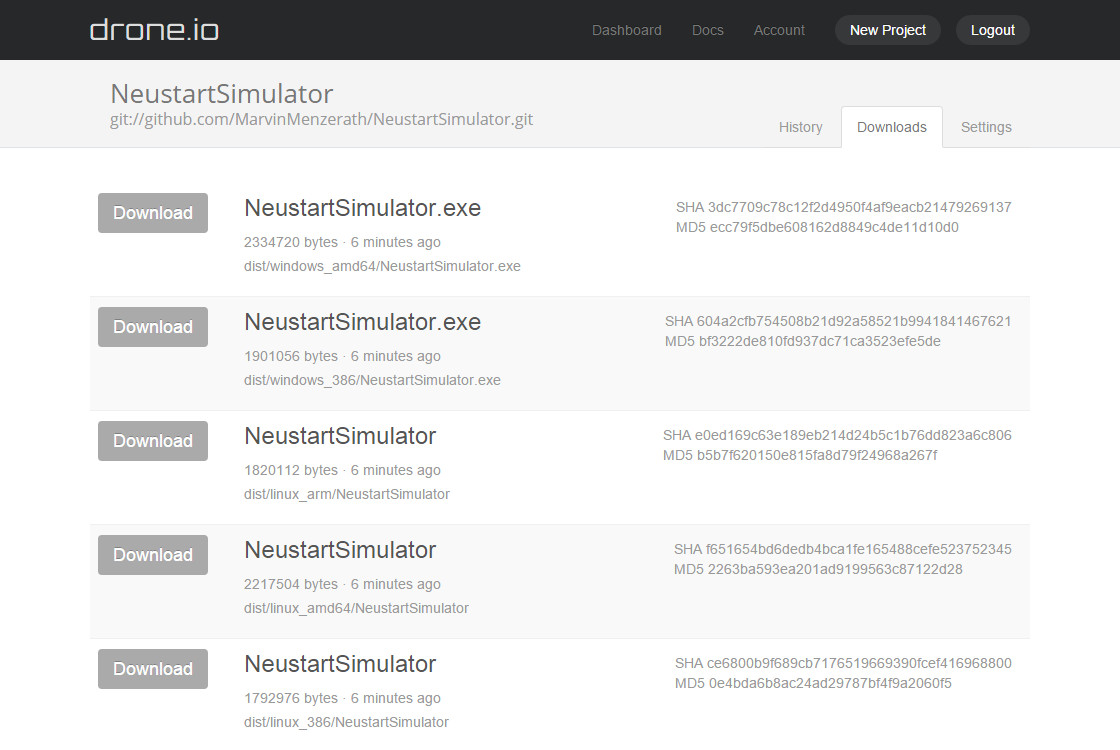 drone.io Dashboard Docs Account New Project Logout
NeustartSimulator
git://github.com/MarvinMenzerath/NeustartSimulator.git
History Downloads Settings
Download NeustartSimulator.exe
2334720 bytes · 6 minutes ago
dist/windows_amd64/NeustartSimulator.exe
SHA 3dc7709c78c12f2d4950f4af9eacb21479269137
MD5 ecc79f5dbe608162d8849c4de11d10d0
Download NeustartSimulator.exe
1901056 bytes · 6 minutes ago
dist/windows_386/NeustartSimulator.exe
SHA 604a2cfb754508b21d92a58521b9941841467621
MD5 bf3222de810fd937dc71ca3523efe5de
Download NeustartSimulator
1820112 bytes · 6 minutes ago
dist/linux_arm/NeustartSimulator
SHA e0ed169c63e189eb214d24b5c1b76dd823a6c806
MD5 b5b7f620150e815fa8d79f24968a267f
Download NeustartSimulator
2217504 bytes · 6 minutes ago
dist/linux_amd64/NeustartSimulator
SHA f651654bd6dedb4bca1fe165488cefe523752345
MD5 2263ba593ea201ad9199563c87122d28
Download NeustartSimulator
1792976 bytes · 6 minutes ago
dist/linux_386/NeustartSimulator
SHA ce6800b9f689cb7176519669390fcef416968800
MD5 0e4bda6b8ac24ad29787bf4f9a2060f5